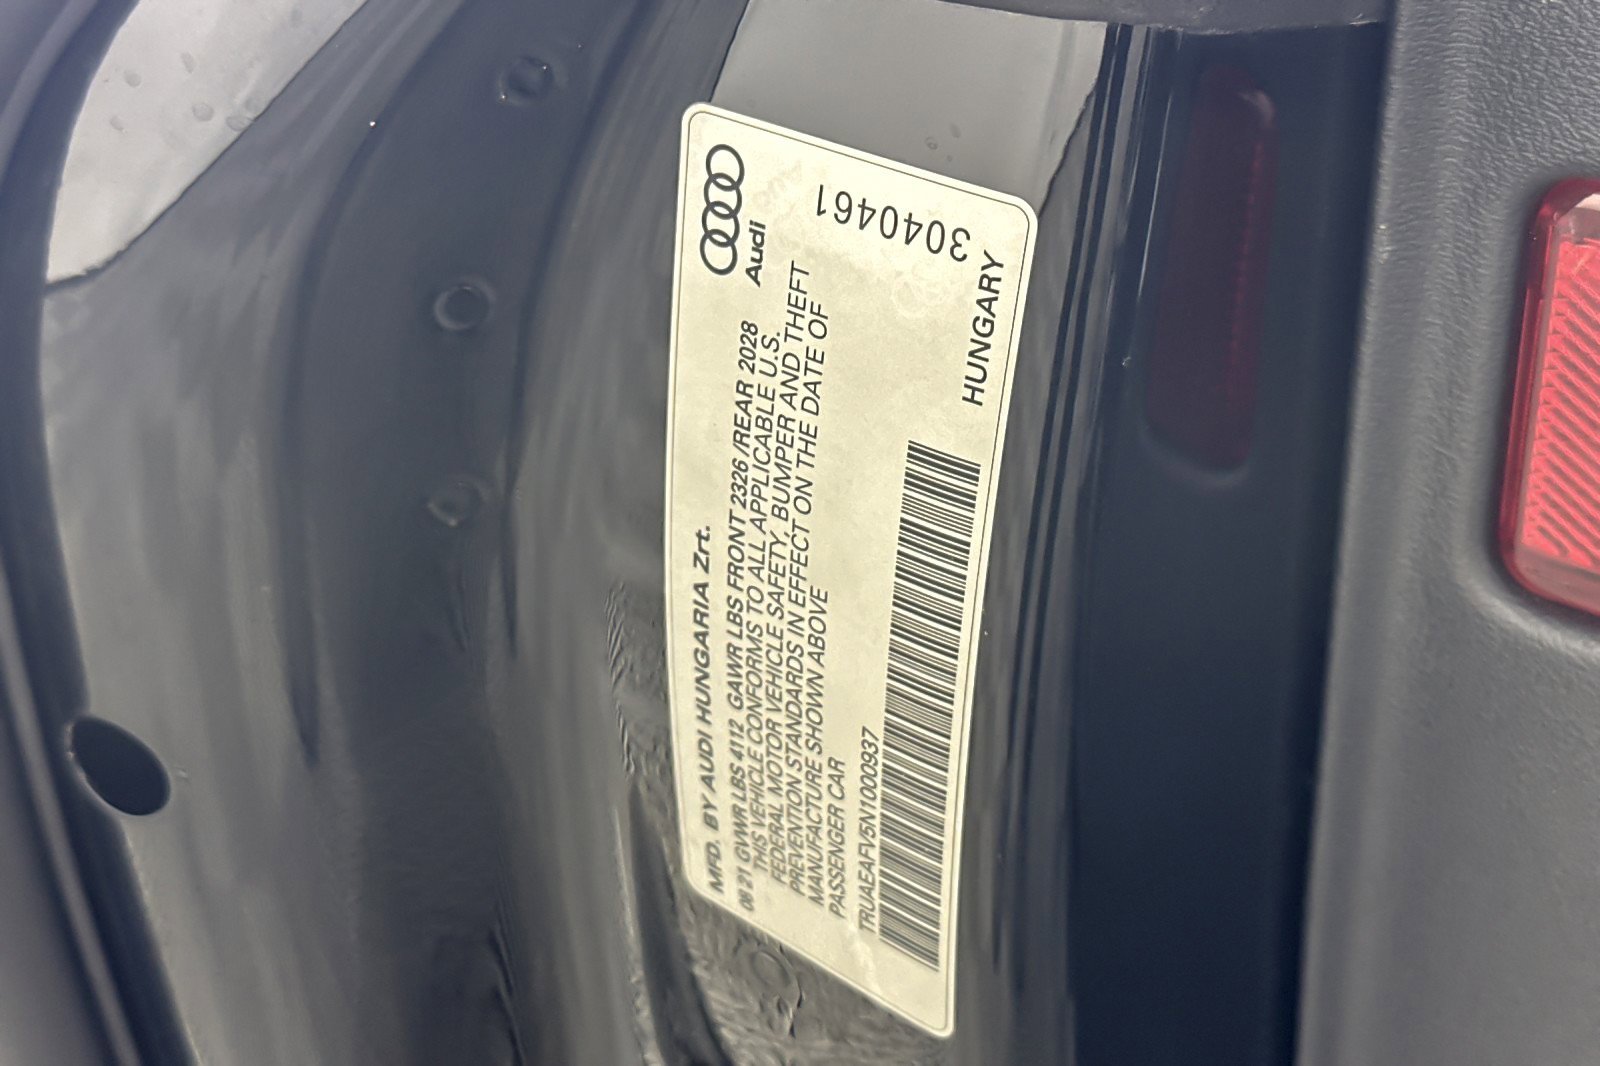 Audi
MFD. BY AUDI HUNGARIA Zrt.
08 21 GVWR LBS 4112 GAWR LBS FRONT 2326 /REAR 2028
THIS VEHICLE CONFORMS TO ALL APPLICABLE U.S.
FEDERAL MOTOR VEHICLE SAFETY, BUMPER AND THEFT
PREVENTION STANDARDS IN EFFECT ON THE DATE OF
MANUFACTURE SHOWN ABOVE
PASSENGER CAR
TRUAEAFV5N1000937
HUNGARY
3040461